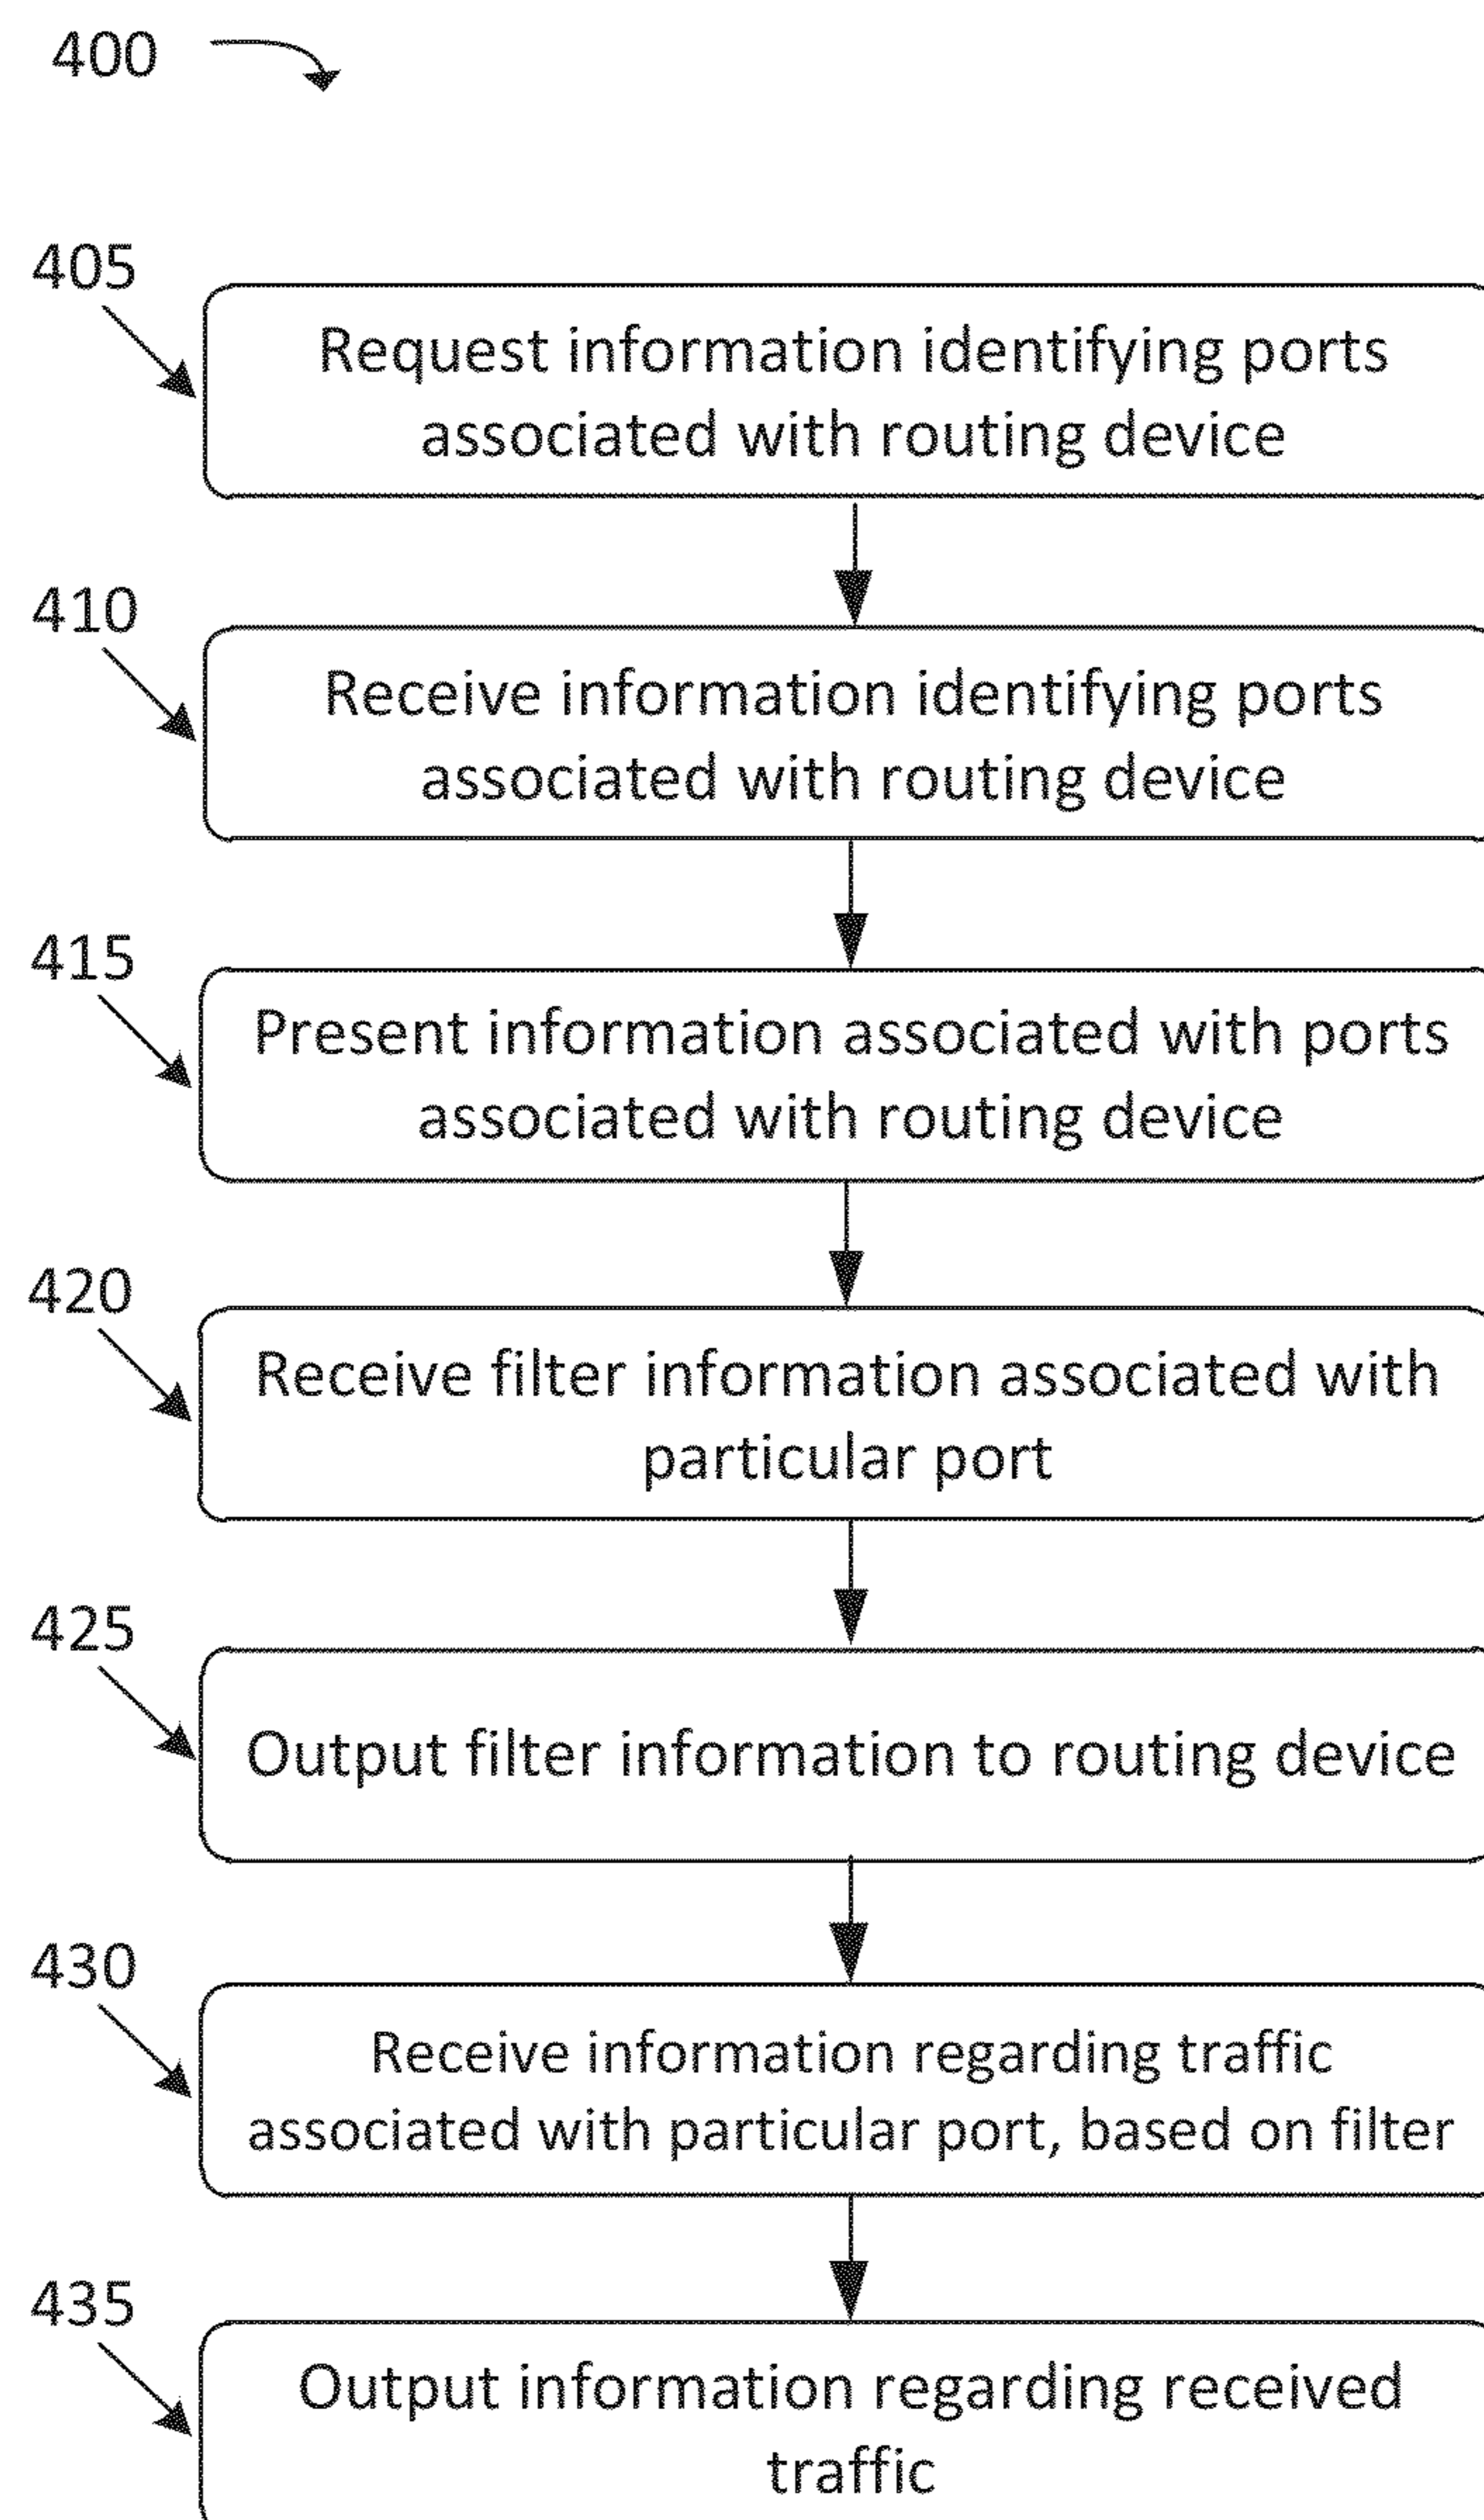 400
405
Request information identifying ports
associated with routing device
410
Receive information identifying ports
associated with routing device
415
Present information associated with ports
associated with routing device
420
Receive filter information associated with
particular port
425
Output filter information to routing device
430
Receive information regarding traffic
associated with particular port, based on filter
435
Output information regarding received
traffic